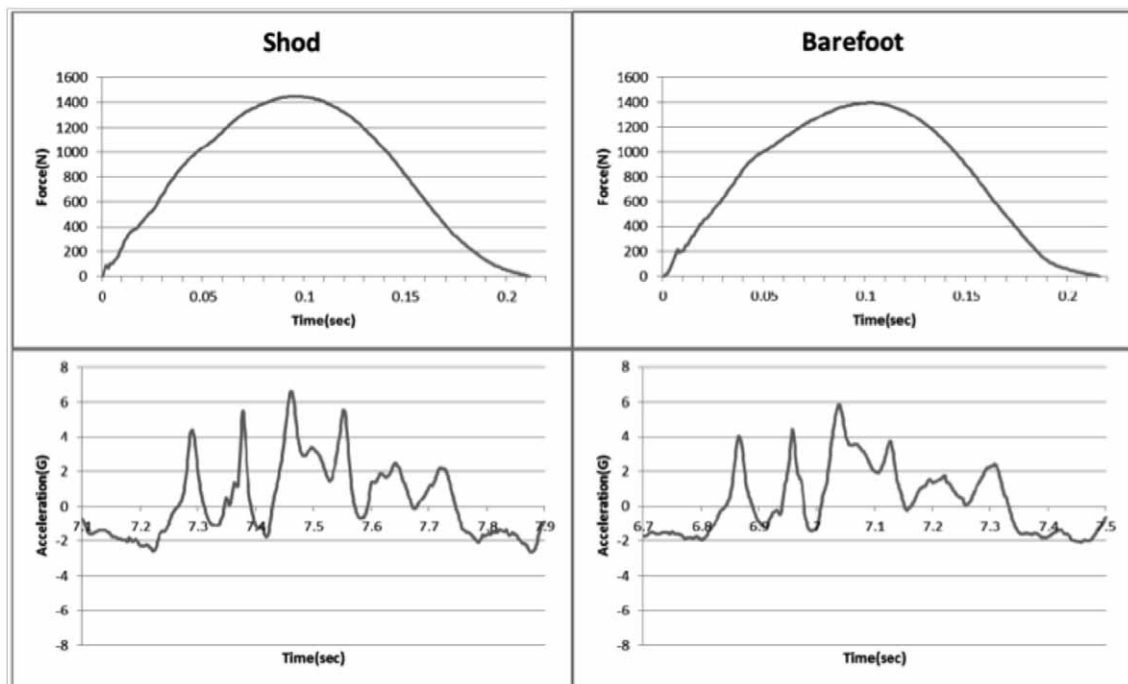 Shod
1600
1400
1200
1000
800
600
400
200
0
Force(N)
0 0.05 0.1 0.15 0.2
Time(sec)
Barefoot
1600
1400
1200
1000
800
600
400
200
0
Force(N)
0 0.05 0.1 0.15 0.2
Time(sec)
8
6
4
2
0
-2
-4
-6
-8
Acceleration(G)
7.1 7.2 7.3 7.4 7.5 7.6 7.7 7.8 7.9
Time(sec)
8
6
4
2
0
-2
-4
-6
-8
Acceleration(G)
6.7 6.8 6.9 7 7.1 7.2 7.3 7.4 7.5
Time(sec)